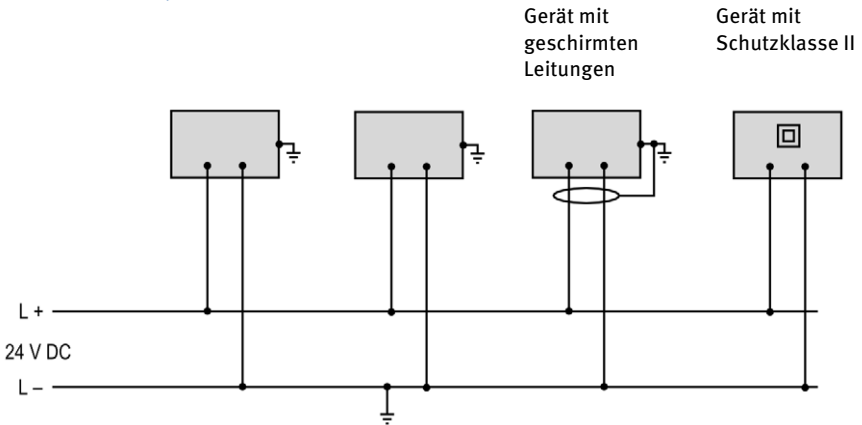 Gerät mit
geschirmten
Leitungen
Gerät mit
Schutzklasse II
L +
24 V DC
L –